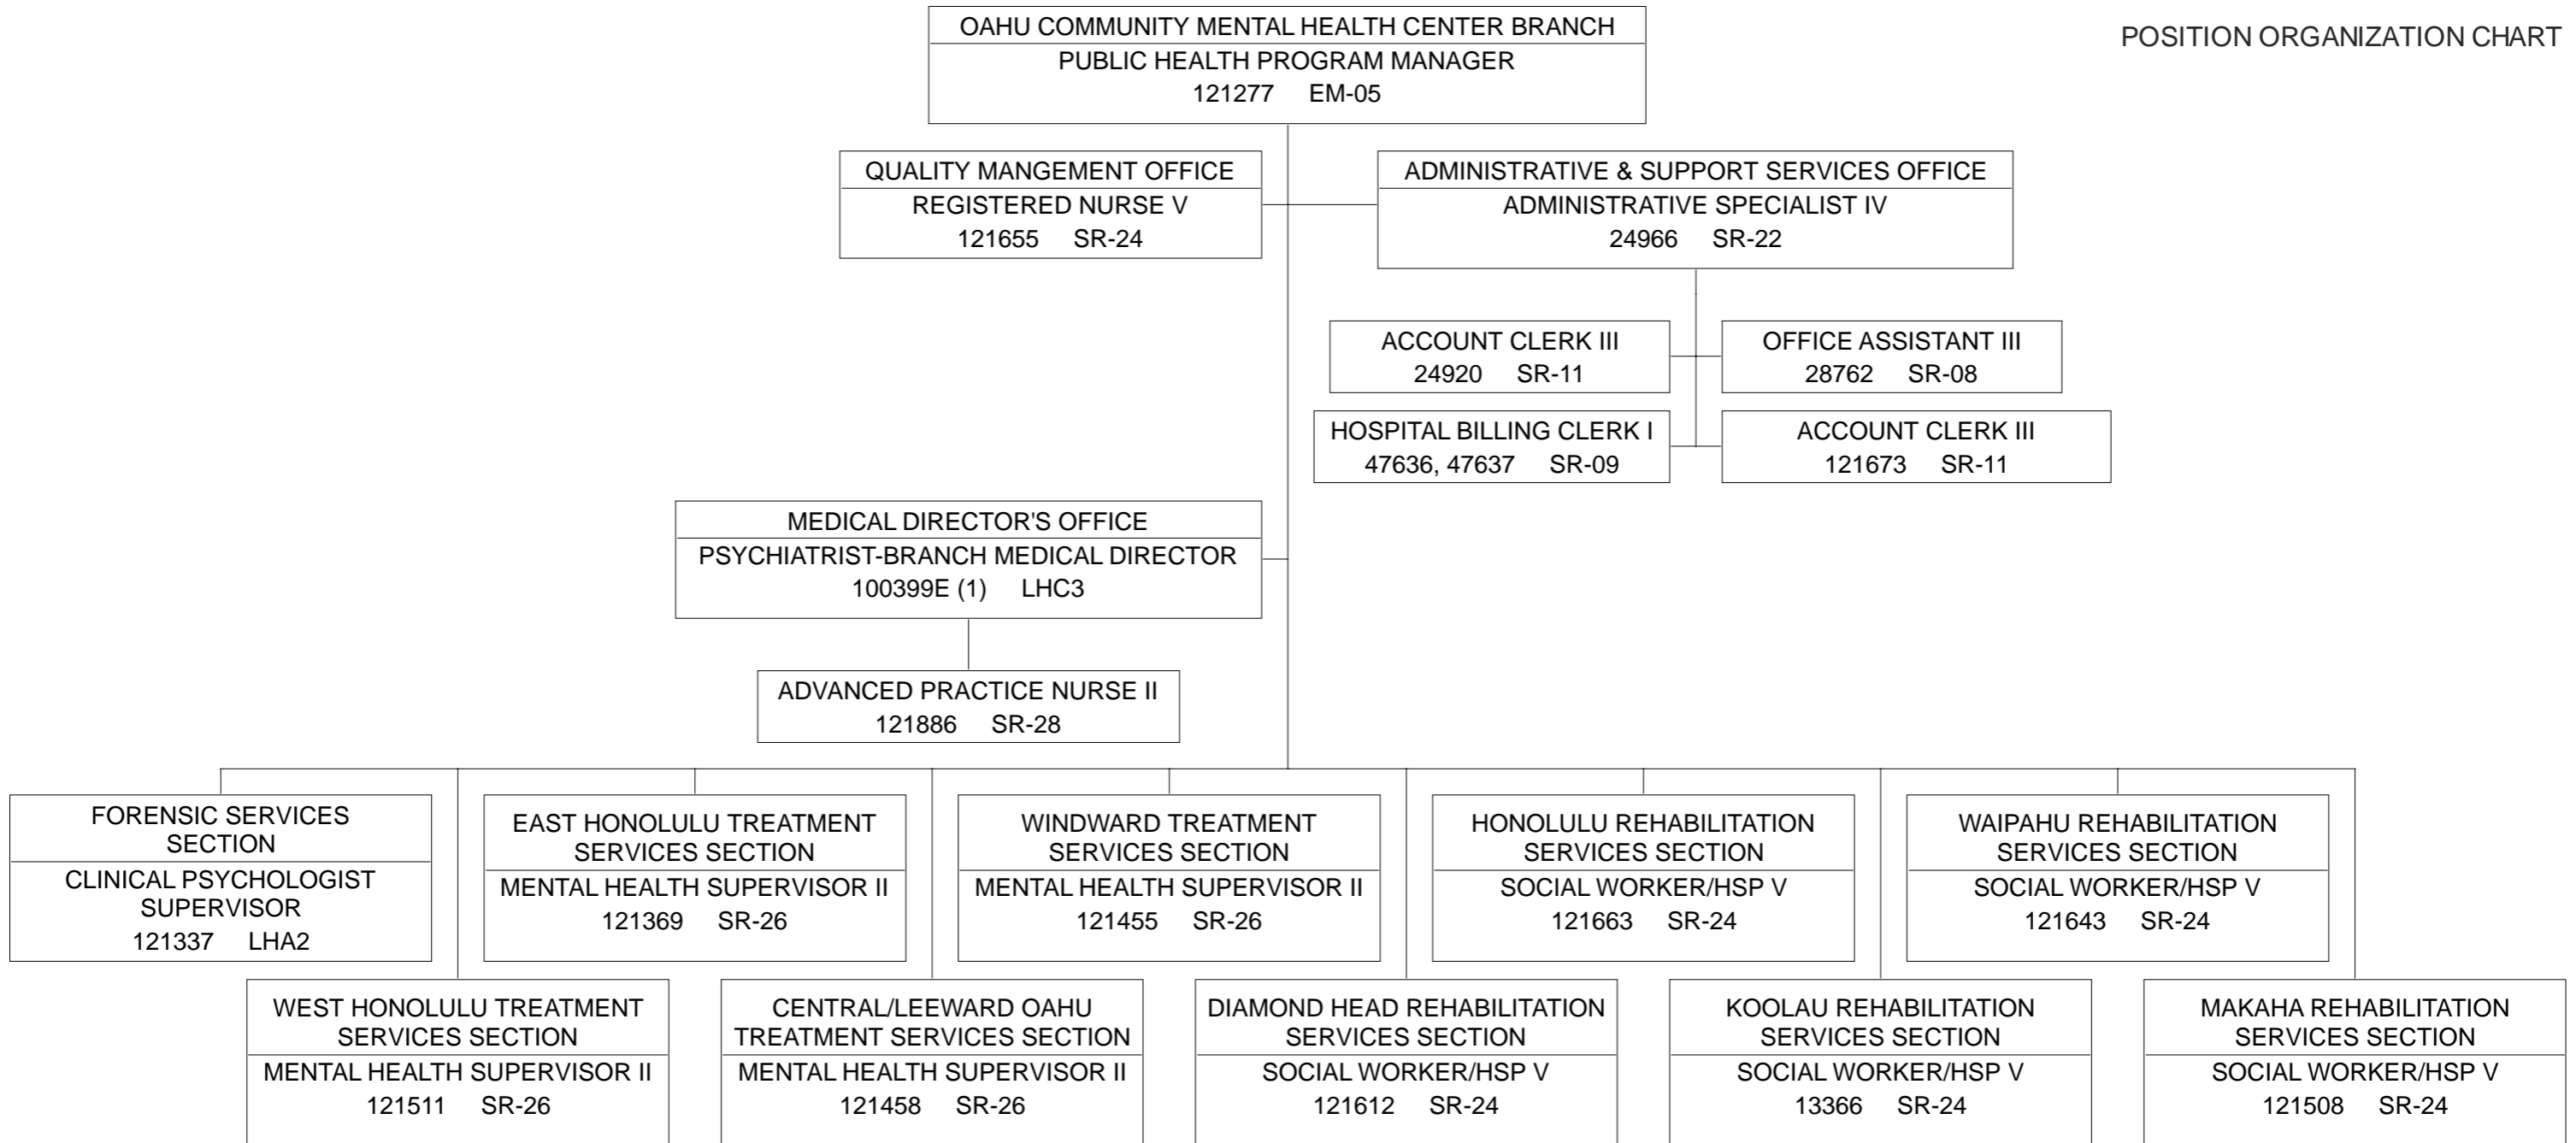 OAHU COMMUNITY MENTAL HEALTH CENTER BRANCH
PUBLIC HEALTH PROGRAM MANAGER
121277 EM-05
POSITION ORGANIZATION CHART
QUALITY MANGEMENT OFFICE
REGISTERED NURSE V
121655 SR-24
ADMINISTRATIVE & SUPPORT SERVICES OFFICE
ADMINISTRATIVE SPECIALIST IV
24966 SR-22
ACCOUNT CLERK III
24920 SR-11
OFFICE ASSISTANT III
28762 SR-08
HOSPITAL BILLING CLERK I
47636, 47637 SR-09
ACCOUNT CLERK III
121673 SR-11
MEDICAL DIRECTOR'S OFFICE
PSYCHIATRIST-BRANCH MEDICAL DIRECTOR
100399E (1) LHC3
ADVANCED PRACTICE NURSE II
121886 SR-28
FORENSIC SERVICES
SECTION
CLINICAL PSYCHOLOGIST
SUPERVISOR
121337 LHA2
EAST HONOLULU TREATMENT
SERVICES SECTION
MENTAL HEALTH SUPERVISOR II
121369 SR-26
WINDWARD TREATMENT
SERVICES SECTION
MENTAL HEALTH SUPERVISOR II
121455 SR-26
HONOLULU REHABILITATION
SERVICES SECTION
SOCIAL WORKER/HSP V
121663 SR-24
WAIPAHU REHABILITATION
SERVICES SECTION
SOCIAL WORKER/HSP V
121643 SR-24
WEST HONOLULU TREATMENT
SERVICES SECTION
MENTAL HEALTH SUPERVISOR II
121511 SR-26
CENTRAL/LEEWARD OAHU
TREATMENT SERVICES SECTION
MENTAL HEALTH SUPERVISOR II
121458 SR-26
DIAMOND HEAD REHABILITATION
SERVICES SECTION
SOCIAL WORKER/HSP V
121612 SR-24
KOOLAU REHABILITATION
SERVICES SECTION
SOCIAL WORKER/HSP V
13366 SR-24
MAKAHA REHABILITATION
SERVICES SECTION
SOCIAL WORKER/HSP V
121508 SR-24